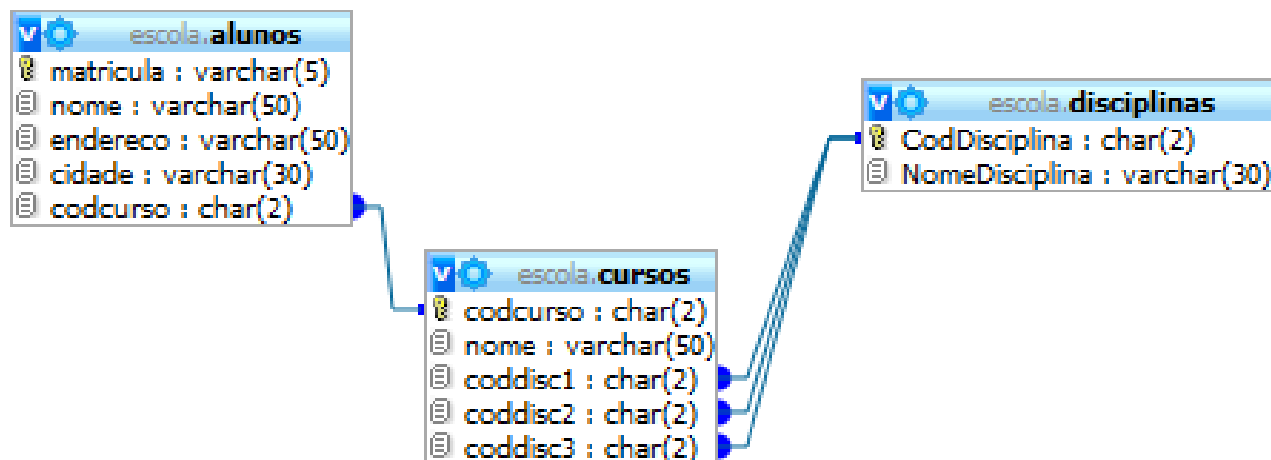 escola.alunos
matricula : varchar(5)
nome : varchar(50)
endereco : varchar(50)
cidade : varchar(30)
codcurso : char(2)
escola.disciplinas
CodDisciplina : char(2)
NomeDisciplina : varchar(30)
escola.cursos
codcurso : char(2)
nome : varchar(50)
coddisc1 : char(2)
coddisc2 : char(2)
coddisc3 : char(2)